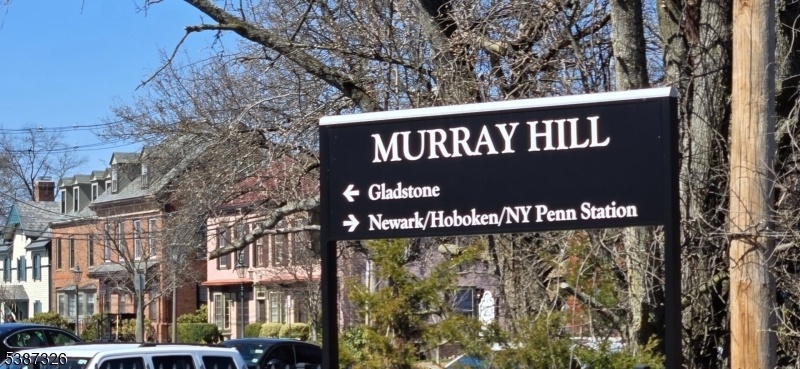 MURRAY HILL
← Gladstone
→ Newark/Hoboken/NY Penn Station
5387326